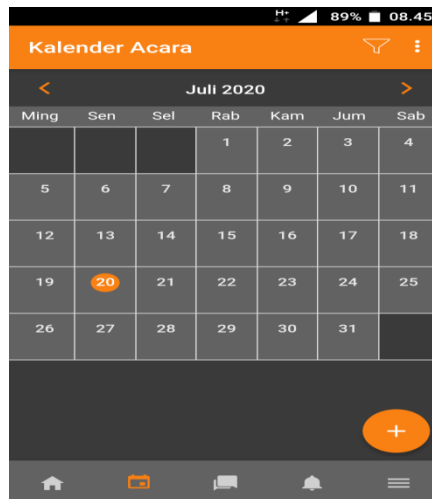 H+ 89% 08.45
Kalender Acara
< Juli 2020 >
Ming Sen Sel Rab Kam Jum Sab
1 2 3 4
5 6 7 8 9 10 11
12 13 14 15 16 17 18
19 20 21 22 23 24 25
26 27 28 29 30 31
+